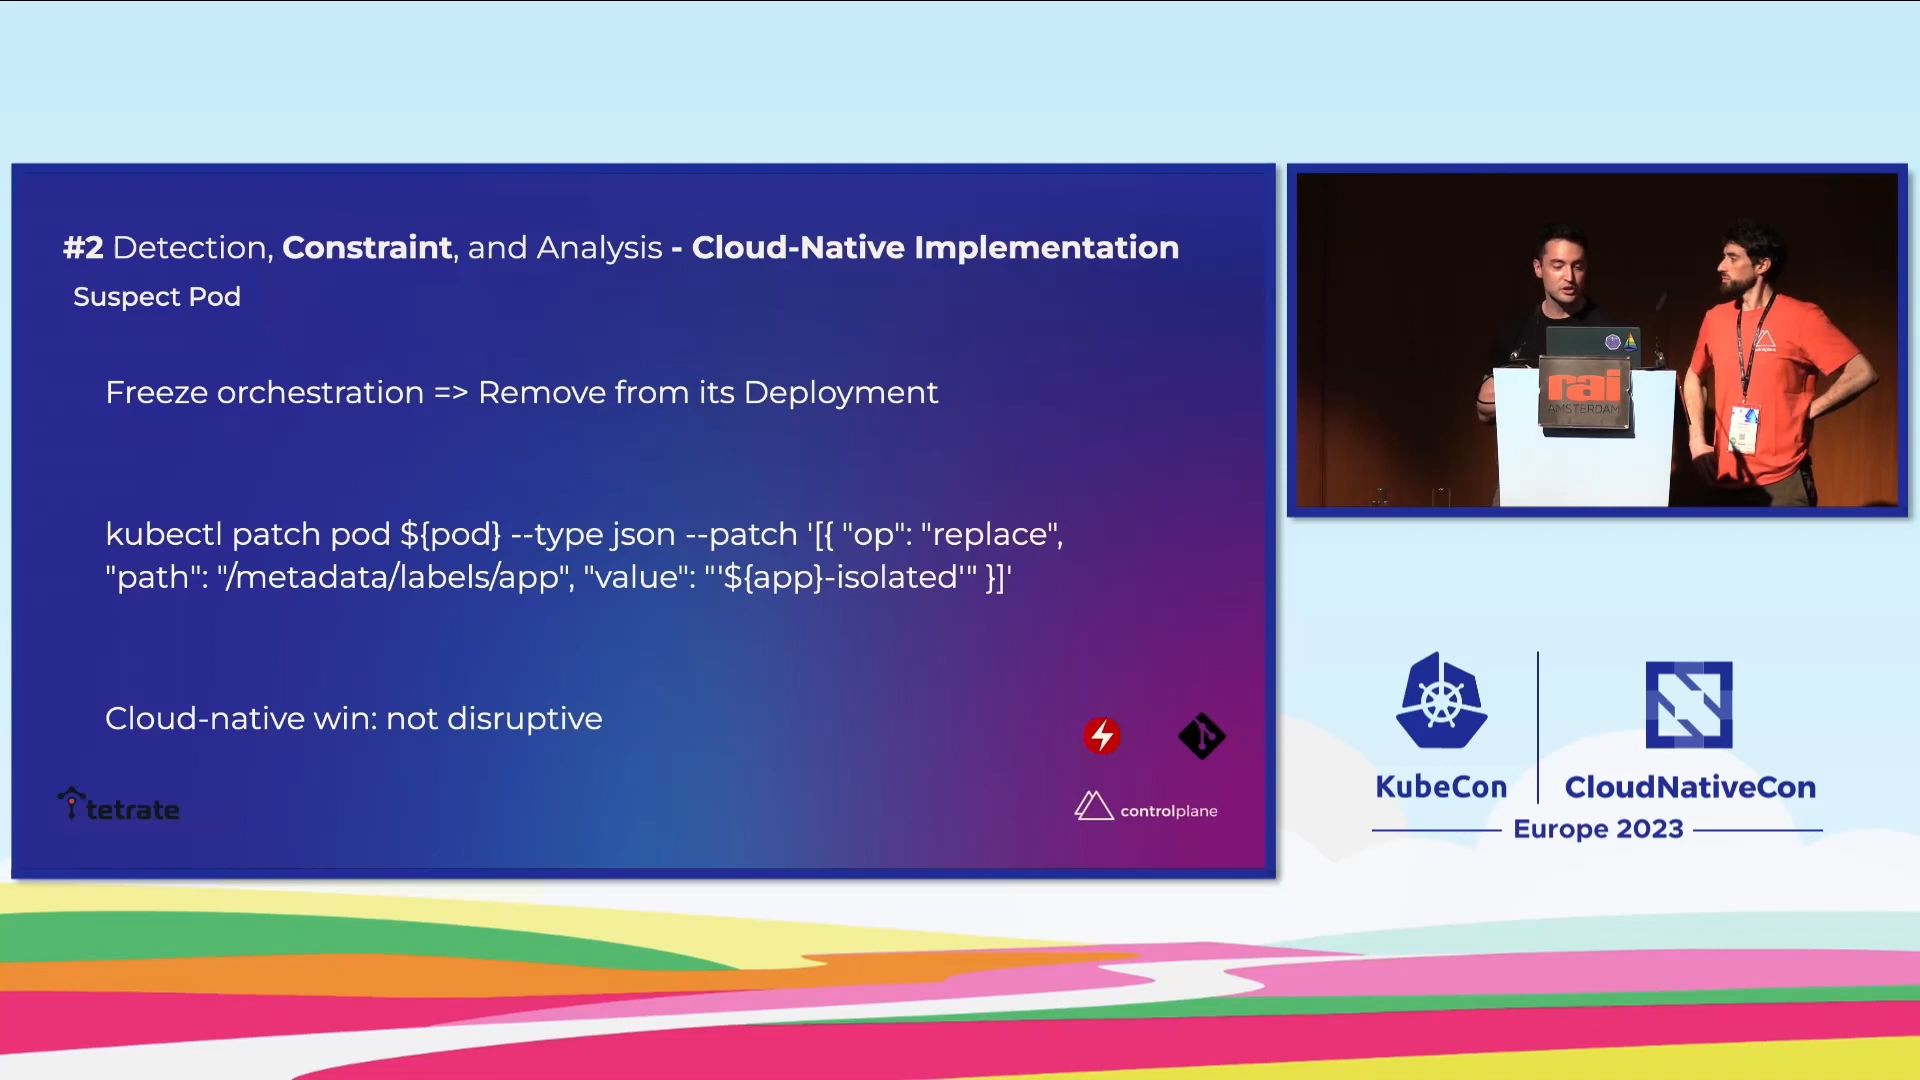 #2 Detection, Constraint, and Analysis - Cloud-Native Implementation
Suspect Pod
Freeze orchestration => Remove from its Deployment
kubectl patch pod ${pod} --type json --patch '[{ "op": "replace",
"path": "/metadata/labels/app", "value": "'${app}-isolated'" }]'
Cloud-native win: not disruptive
tetrate
controlplane
rai
AMSTERDAM
KubeCon
CloudNativeCon
Europe 2023